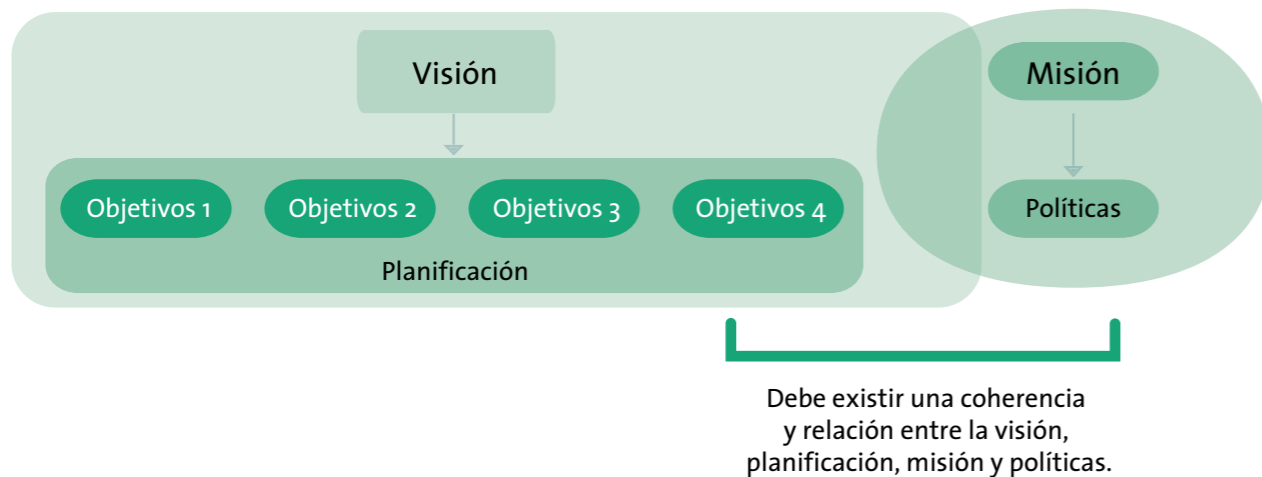 Visión
Misión
Objetivos 1
Objetivos 2
Objetivos 3
Objetivos 4
Políticas
Planificación
Debe existir una coherencia
y relación entre la visión,
planificación, misión y políticas.